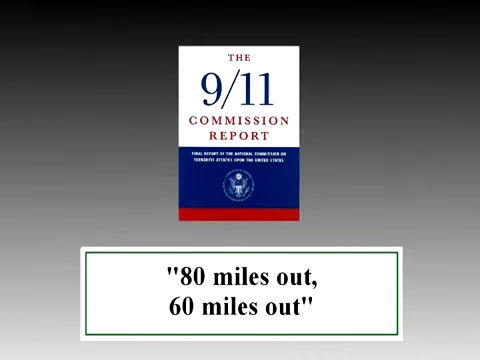 THE
9/11
COMMISSION
REPORT
FINAL REPORT OF THE NATIONAL COMMISSION ON
TERRORIST ATTACKS UPON THE UNITED STATES
"80 miles out,
60 miles out"